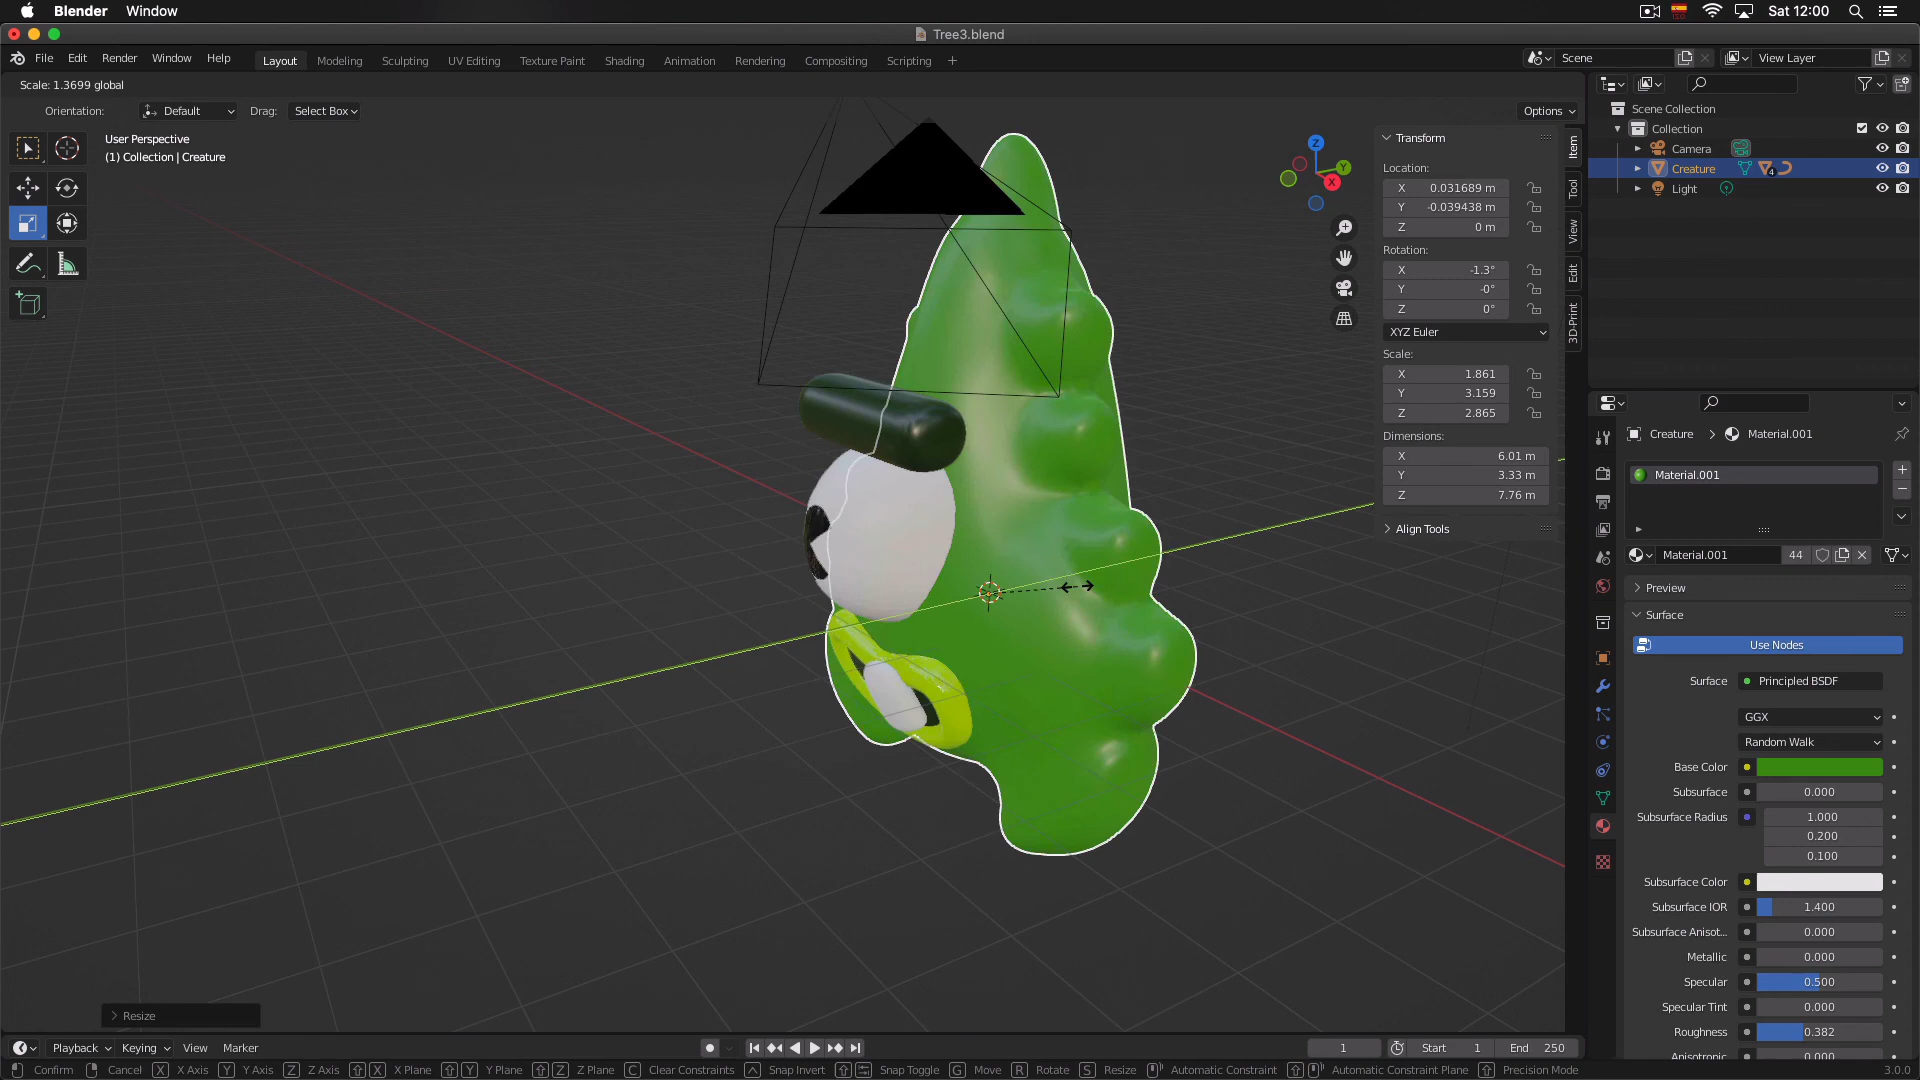 Blender Window
Sat 12:00
Tree3.blend
File Edit Render Window Help
Layout Modeling Sculpting UV Editing Texture Paint Shading Animation Rendering Compositing Scripting
Scene
View Layer
Scale: 1.3699 global
Orientation: Default Drag: Select Box
Options
User Perspective
(1) Collection | Creature
Z
Y
X
Transform
Location:
X 0.031689 m
Y -0.039438 m
Z 0 m
Rotation:
X -1.3°
Y -0°
Z 0°
XYZ Euler
Scale:
X 1.861
Y 3.159
Z 2.865
Dimensions:
X 6.01 m
Y 3.33 m
Z 7.76 m
Align Tools
Item
Tool
View
Edit
3D-Print
Scene Collection
Collection
Camera
Creature 4
Light
Creature > Material.001
Material.001
Material.001 44
Preview
Surface
Use Nodes
Surface Principled BSDF
GGX
Random Walk
Base Color
Subsurface 0.000
Subsurface Radius 1.000
0.200
0.100
Subsurface Color
Subsurface IOR 1.400
Subsurface Anisot... 0.000
Metallic 0.000
Specular 0.500
Specular Tint 0.000
Roughness 0.382
Anisotropic 0.000
Resize
Playback Keying View Marker
1 Start 1 End 250
Confirm Cancel X X Axis Y Y Axis Z Z Axis X X Plane Y Y Plane Z Z Plane C Clear Constraints Snap Invert Snap Toggle G Move R Rotate S Resize Automatic Constraint Automatic Constraint Plane Precision Mode 3.0.0